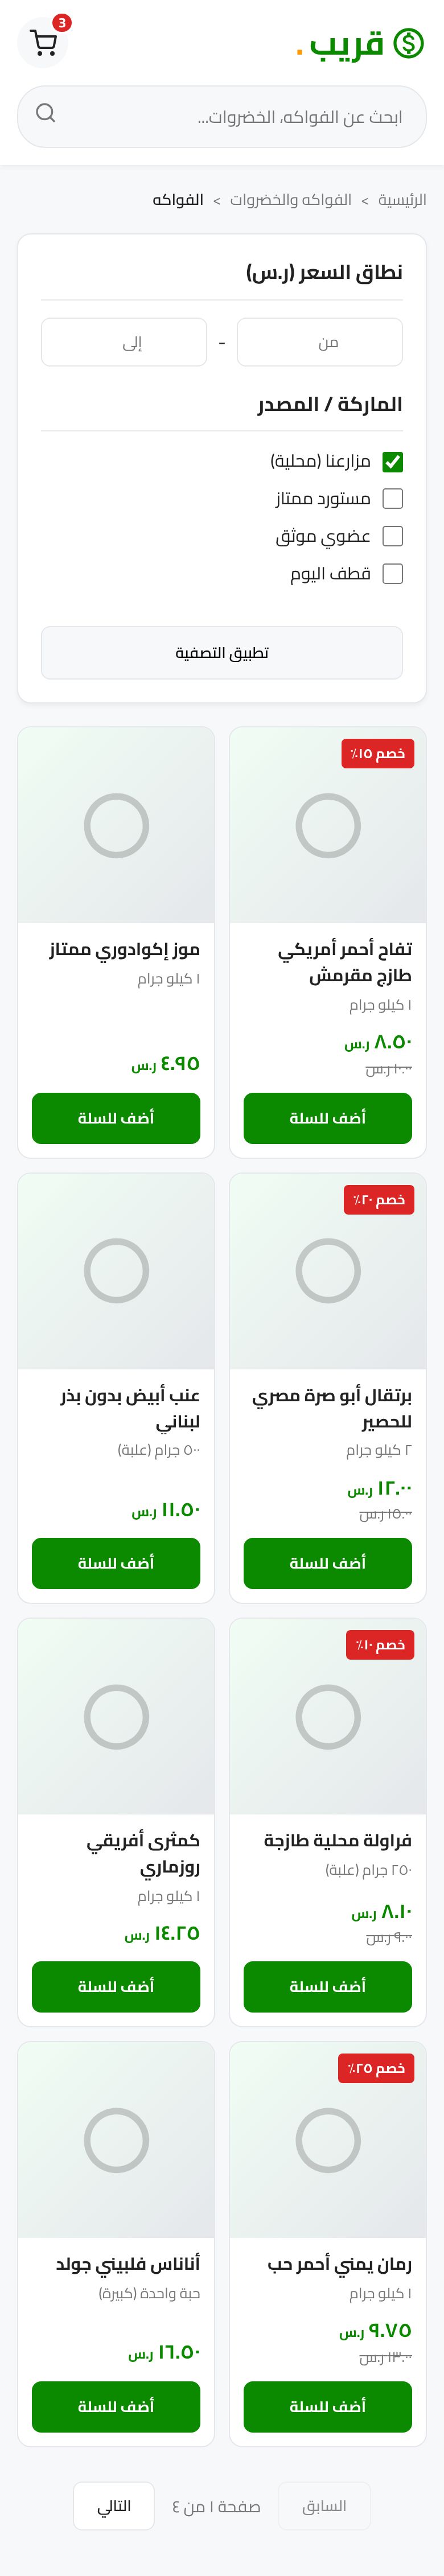 قريب.
3
ابحث عن الفواكه، الخضروات...
الرئيسية > الفواكه والخضروات > الفواكه
نطاق السعر (ر.س)
من - إلى
الماركة / المصدر
مزارعنا (محلية)
مستورد ممتاز
عضوي موثق
قطف اليوم
تطبيق التصفية
خصم ١٥٪
تفاح أحمر أمريكي
طازج مقرمش
١ كيلو جرام
٨.٥٠ ر.س
١٠.٠٠ ر.س
أضف للسلة
موز إكوادوري ممتاز
١ كيلو جرام
٤.٩٥ ر.س
أضف للسلة
خصم ٢٠٪
برتقال أبو صرة مصري
للحصير
٢ كيلو جرام
١٢.٠٠ ر.س
١٥.٠٠ ر.س
أضف للسلة
عنب أبيض بدون بذر
لبناني
٥٠٠ جرام (علبة)
١١.٥٠ ر.س
أضف للسلة
خصم ١٠٪
فراولة محلية طازجة
٢٥٠ جرام (علبة)
٨.١٠ ر.س
٩.٠٠ ر.س
أضف للسلة
كمثرى أفريقي
روزماري
١ كيلو جرام
١٤.٢٥ ر.س
أضف للسلة
خصم ٢٥٪
رمان يمني أحمر حب
١ كيلو جرام
٩.٧٥ ر.س
١٣.٠٠ ر.س
أضف للسلة
أناناس فلبيني جولد
حبة واحدة (كبيرة)
١٦.٥٠ ر.س
أضف للسلة
السابق
صفحة ١ من ٤
التالي